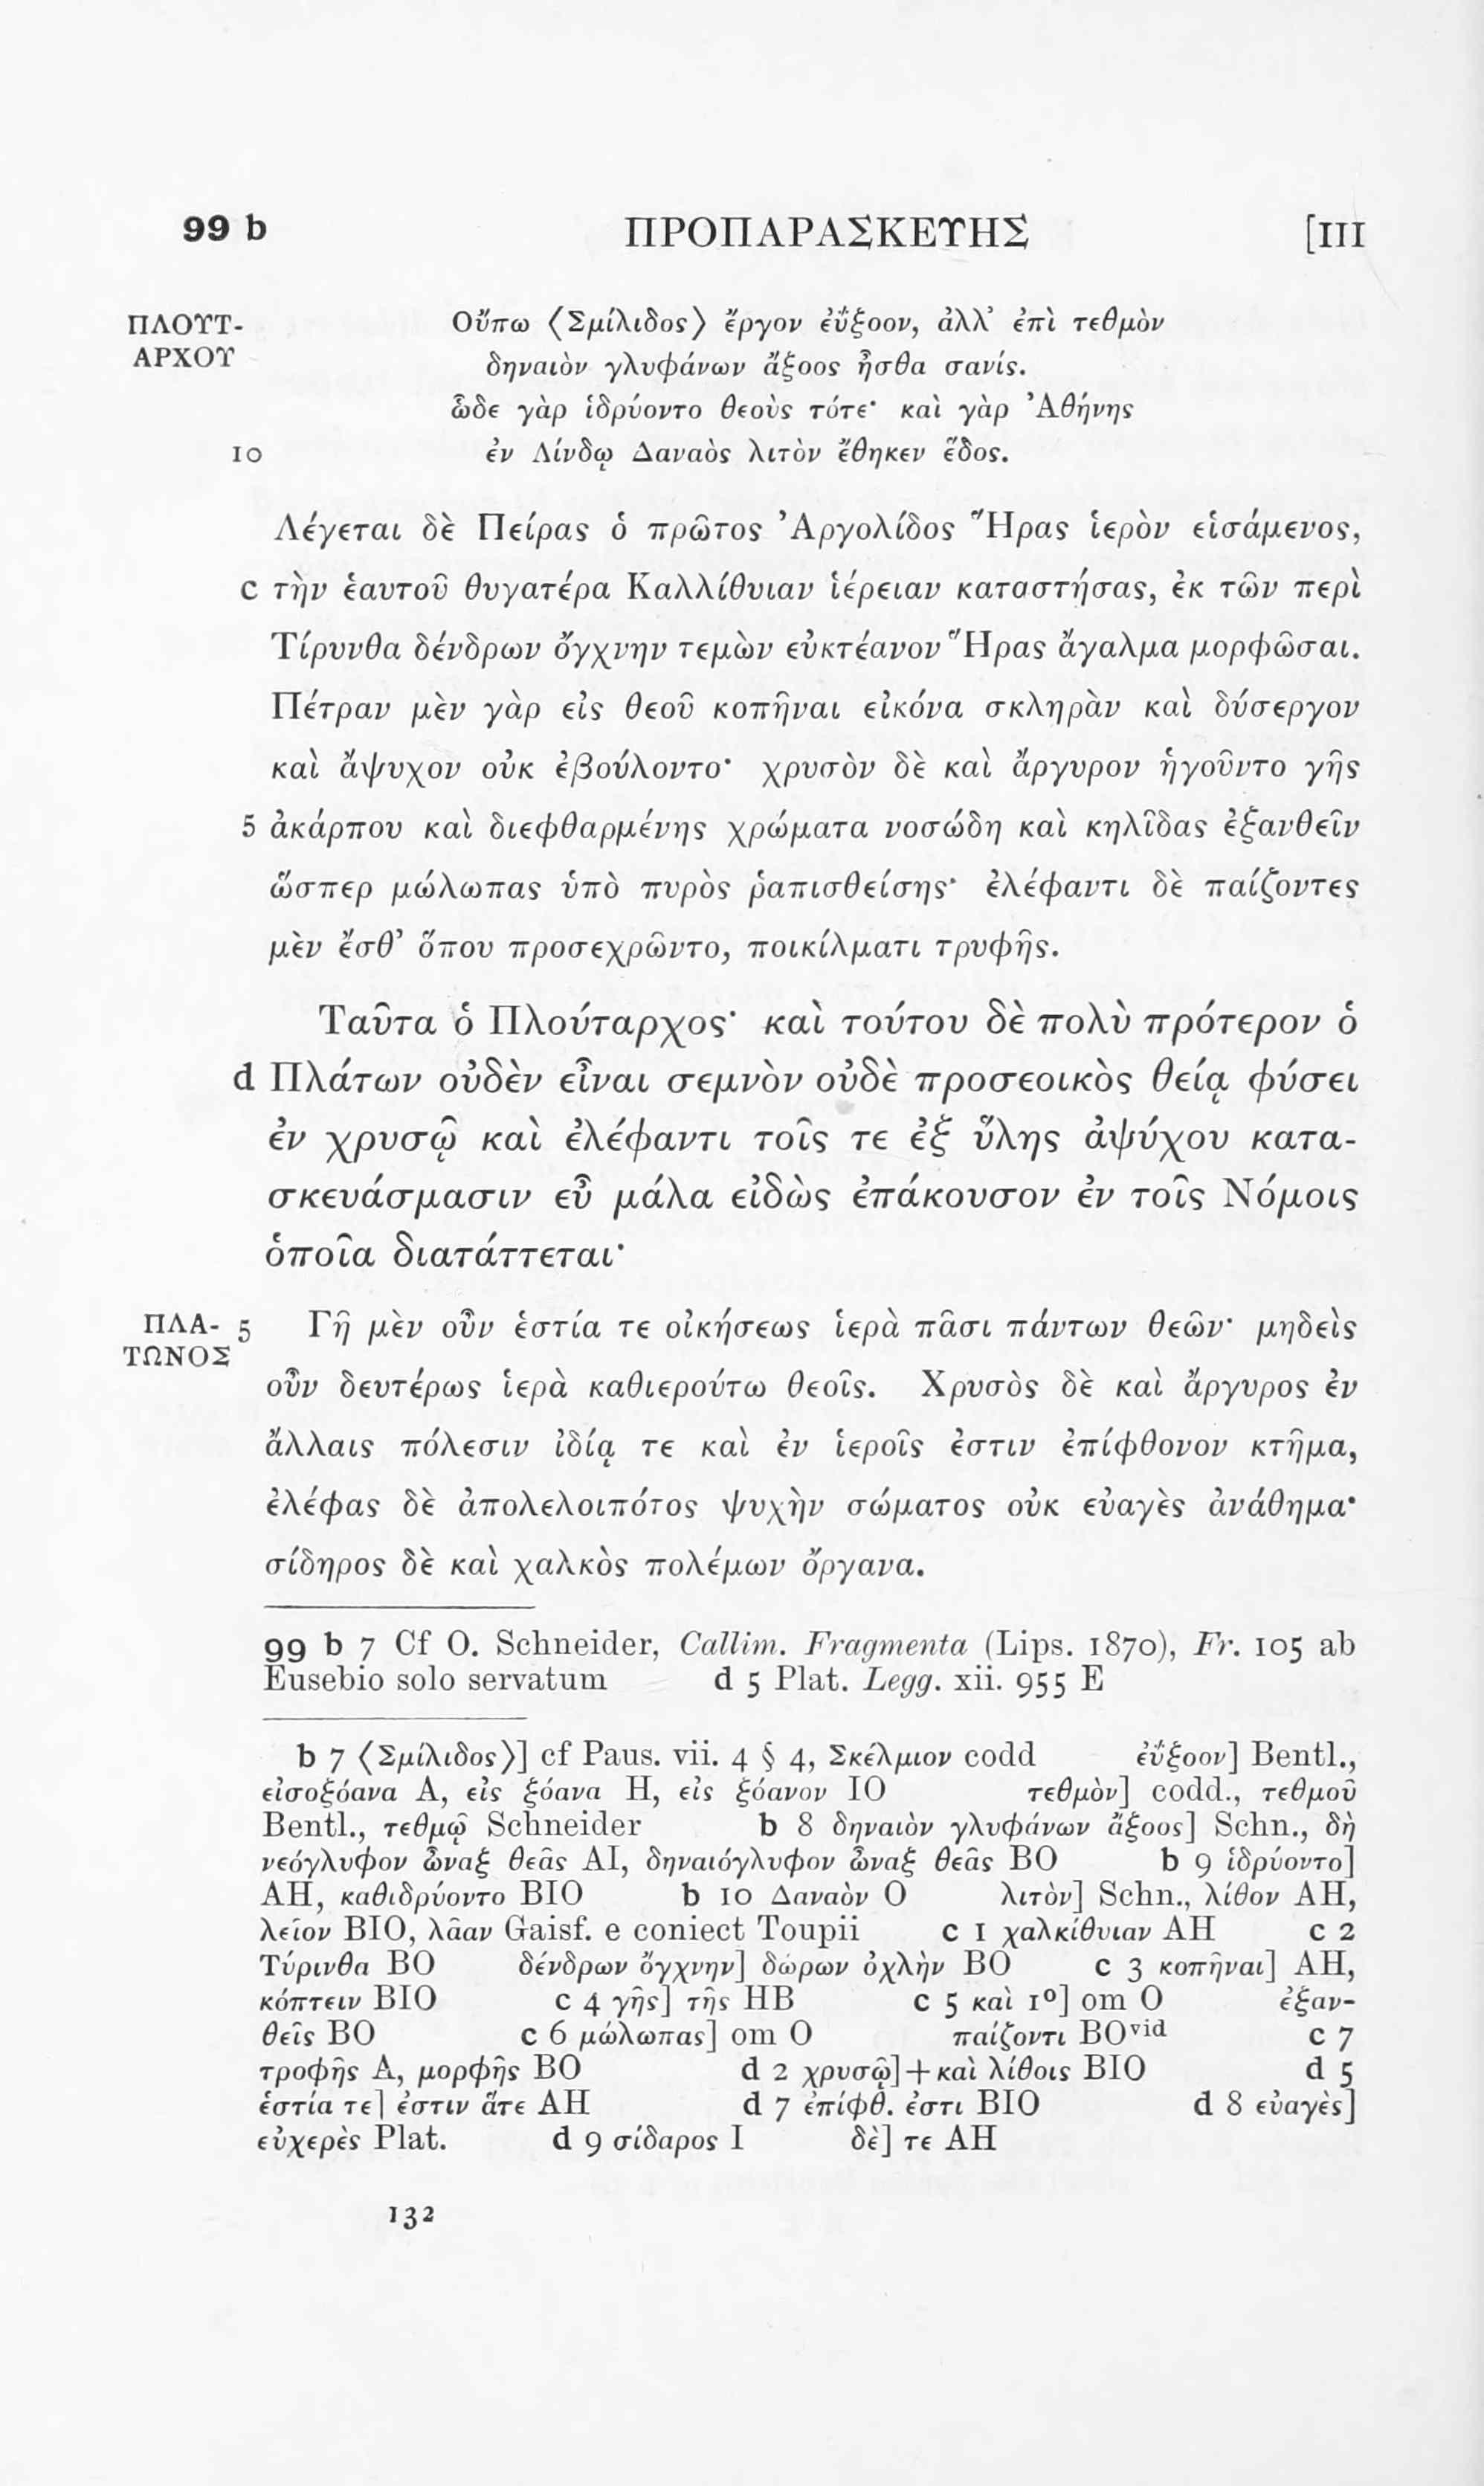 99 b ΠΡΟΠΑΡΑΣΚΕΥΗΣ [III
ΠΛΟΥΤ- Οὔπω ⟨Σμίλιδος⟩ ἔργον ἐΰξοον, ἀλλ’ ἐπὶ τεθμὸν
ΑΡΧΟΥ δηναιὸν γλυφάνων ἄξοος ἦσθα σανίς.
ὧδε γὰρ ἱδρύοντο θεοὺς τότε· καὶ γὰρ Ἀθήνης
10 ἐν Λίνδῳ Δαναὸς λιτὸν ἔθηκεν ἕδος.
Λέγεται δὲ Πείρας ὁ πρῶτος Ἀργολίδος Ἥρας ἱερὸν εἱσάμενος,
c τὴν ἑαυτοῦ θυγατέρα Καλλίθυιαν ἱέρειαν καταστήσας, ἐκ τῶν περὶ
Τίρυνθα δένδρων ὄγχνην τεμὼν εὐκτέανον Ἥρας ἄγαλμα μορφῶσαι.
Πέτραν μὲν γὰρ εἰς θεοῦ κοπῆναι εἰκόνα σκληρὰν καὶ δύσεργον
καὶ ἄψυχον οὐκ ἐβούλοντο· χρυσὸν δὲ καὶ ἄργυρον ἡγοῦντο γῆς
5 ἀκάρπου καὶ διεφθαρμένης χρώματα νοσώδη καὶ κηλῖδας ἐξανθεῖν
ὥσπερ μώλωπας ὑπὸ πυρὸς ῥαπισθείσης· ἐλέφαντι δὲ παίζοντες
μὲν ἔσθ’ ὅπου προσεχρῶντο, ποικίλματι τρυφῆς.
Ταῦτα ὁ Πλούταρχος· καὶ τούτου δὲ πολὺ πρότερον ὁ
d Πλάτων οὐδὲν εἶναι σεμνὸν οὐδὲ προσεοικὸς θείᾳ φύσει
ἐν χρυσῷ καὶ ἐλέφαντι τοῖς τε ἐξ ὕλης ἀψύχου κατα-
σκευάσμασιν εὖ μάλα εἰδὼς ἐπάκουσον ἐν τοῖς Νόμοις
ὁποῖα διατάττεται·
ΠΛΑ- 5 Γῆ μὲν οὖν ἑστία τε οἰκήσεως ἱερὰ πᾶσι πάντων θεῶν· μηδεὶς
ΤΩΝΟΣ οὖν δευτέρως ἱερὰ καθιερούτω θεοῖς. Χρυσὸς δὲ καὶ ἄργυρος ἐν
ἄλλαις πόλεσιν ἰδίᾳ τε καὶ ἐν ἱεροῖς ἐστιν ἐπίφθονον κτῆμα,
ἐλέφας δὲ ἀπολελοιπότος ψυχὴν σώματος οὐκ εὐαγὲς ἀνάθημα·
σίδηρος δὲ καὶ χαλκὸς πολέμων ὄργανα.
99 b 7 Cf O. Schneider, Callim. Fragmenta (Lips. 1870), Fr. 105 ab
Eusebio solo servatum d 5 Plat. Legg. xii. 955 E
b 7 ⟨Σμίλιδος⟩] cf Paus. vii. 4 § 4, Σκέλμιον codd ἐΰξοον] Bentl.,
εἰσοξόανα A, εἰς ξόανα H, εἰς ξόανον IO τεθμὸν] codd., τεθμοῦ
Bentl., τεθμῷ Schneider b 8 δηναιὸν γλυφάνων ἄξοος] Schn., δὴ
νεόγλυφον ὦναξ θεᾶς AI, δηναιόγλυφον ὦναξ θεᾶς BO b 9 ἱδρύοντο]
AH, καθιδρύοντο BIO b 10 Δαναὸν O λιτὸν] Schn., λίθον AH,
λεῖον BIO, λᾶαν Gaisf. e coniect Toupii c 1 χαλκίθυιαν AH c 2
Τύρινθα BO δένδρων ὄγχνην] δώρων ὀχλὴν BO c 3 κοπῆναι] AH,
κόπτειν BIO c 4 γῆς] τῆς HB c 5 καὶ 1º] om O ἐξαν-
θεῖς BO c 6 μώλωπας] om O παίζοντι BOvid c 7
τροφῆς A, μορφῆς BO d 2 χρυσῷ]+καὶ λίθοις BIO d 5
ἑστία τε] ἐστιν ἅτε AH d 7 ἐπίφθ. ἐστι BIO d 8 εὐαγὲς]
εὐχερὲς Plat. d 9 σίδαρος I δὲ] τε AH
132